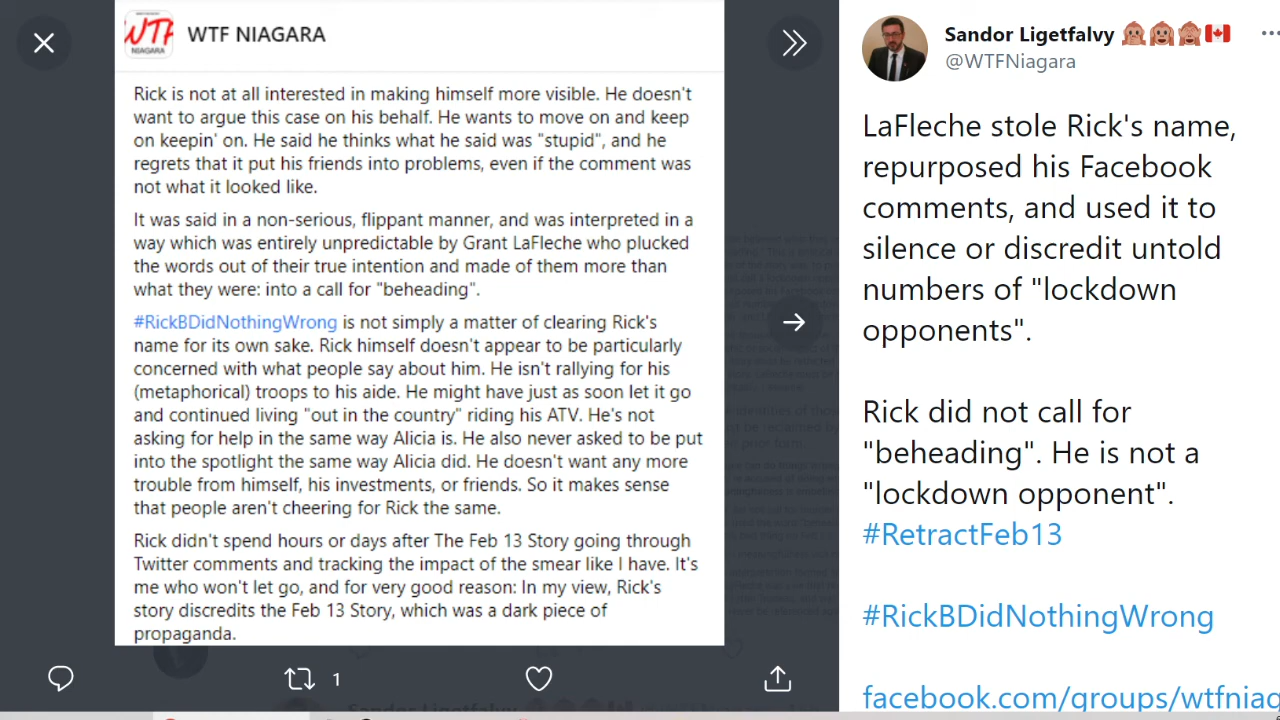 WTF
NIAGARA
WTF NIAGARA
Rick is not at all interested in making himself more visible. He doesn't
want to argue this case on his behalf. He wants to move on and keep
on keepin' on. He said he thinks what he said was "stupid", and he
regrets that it put his friends into problems, even if the comment was
not what it looked like.
It was said in a non-serious, flippant manner, and was interpreted in a
way which was entirely unpredictable by Grant LaFleche who plucked
the words out of their true intention and made of them more than
what they were: into a call for "beheading".
#RickBDidNothingWrong is not simply a matter of clearing Rick's
name for its own sake. Rick himself doesn't appear to be particularly
concerned with what people say about him. He isn't rallying for his
(metaphorical) troops to his aide. He might have just as soon let it go
and continued living "out in the country" riding his ATV. He's not
asking for help in the same way Alicia is. He also never asked to be put
into the spotlight the same way Alicia did. He doesn't want any more
trouble from himself, his investments, or friends. So it makes sense
that people aren't cheering for Rick the same.
Rick didn't spend hours or days after The Feb 13 Story going through
Twitter comments and tracking the impact of the smear like I have. It's
me who won't let go, and for very good reason: In my view, Rick's
story discredits the Feb 13 Story, which was a dark piece of
propaganda.
1
Sandor Ligetfalvy 🙊🙉🙈🇨🇦
@WTFNiagara
LaFleche stole Rick's name,
repurposed his Facebook
comments, and used it to
silence or discredit untold
numbers of "lockdown
opponents".
Rick did not call for
"beheading". He is not a
"lockdown opponent".
#RetractFeb13
#RickBDidNothingWrong
facebook.com/groups/wtfniag